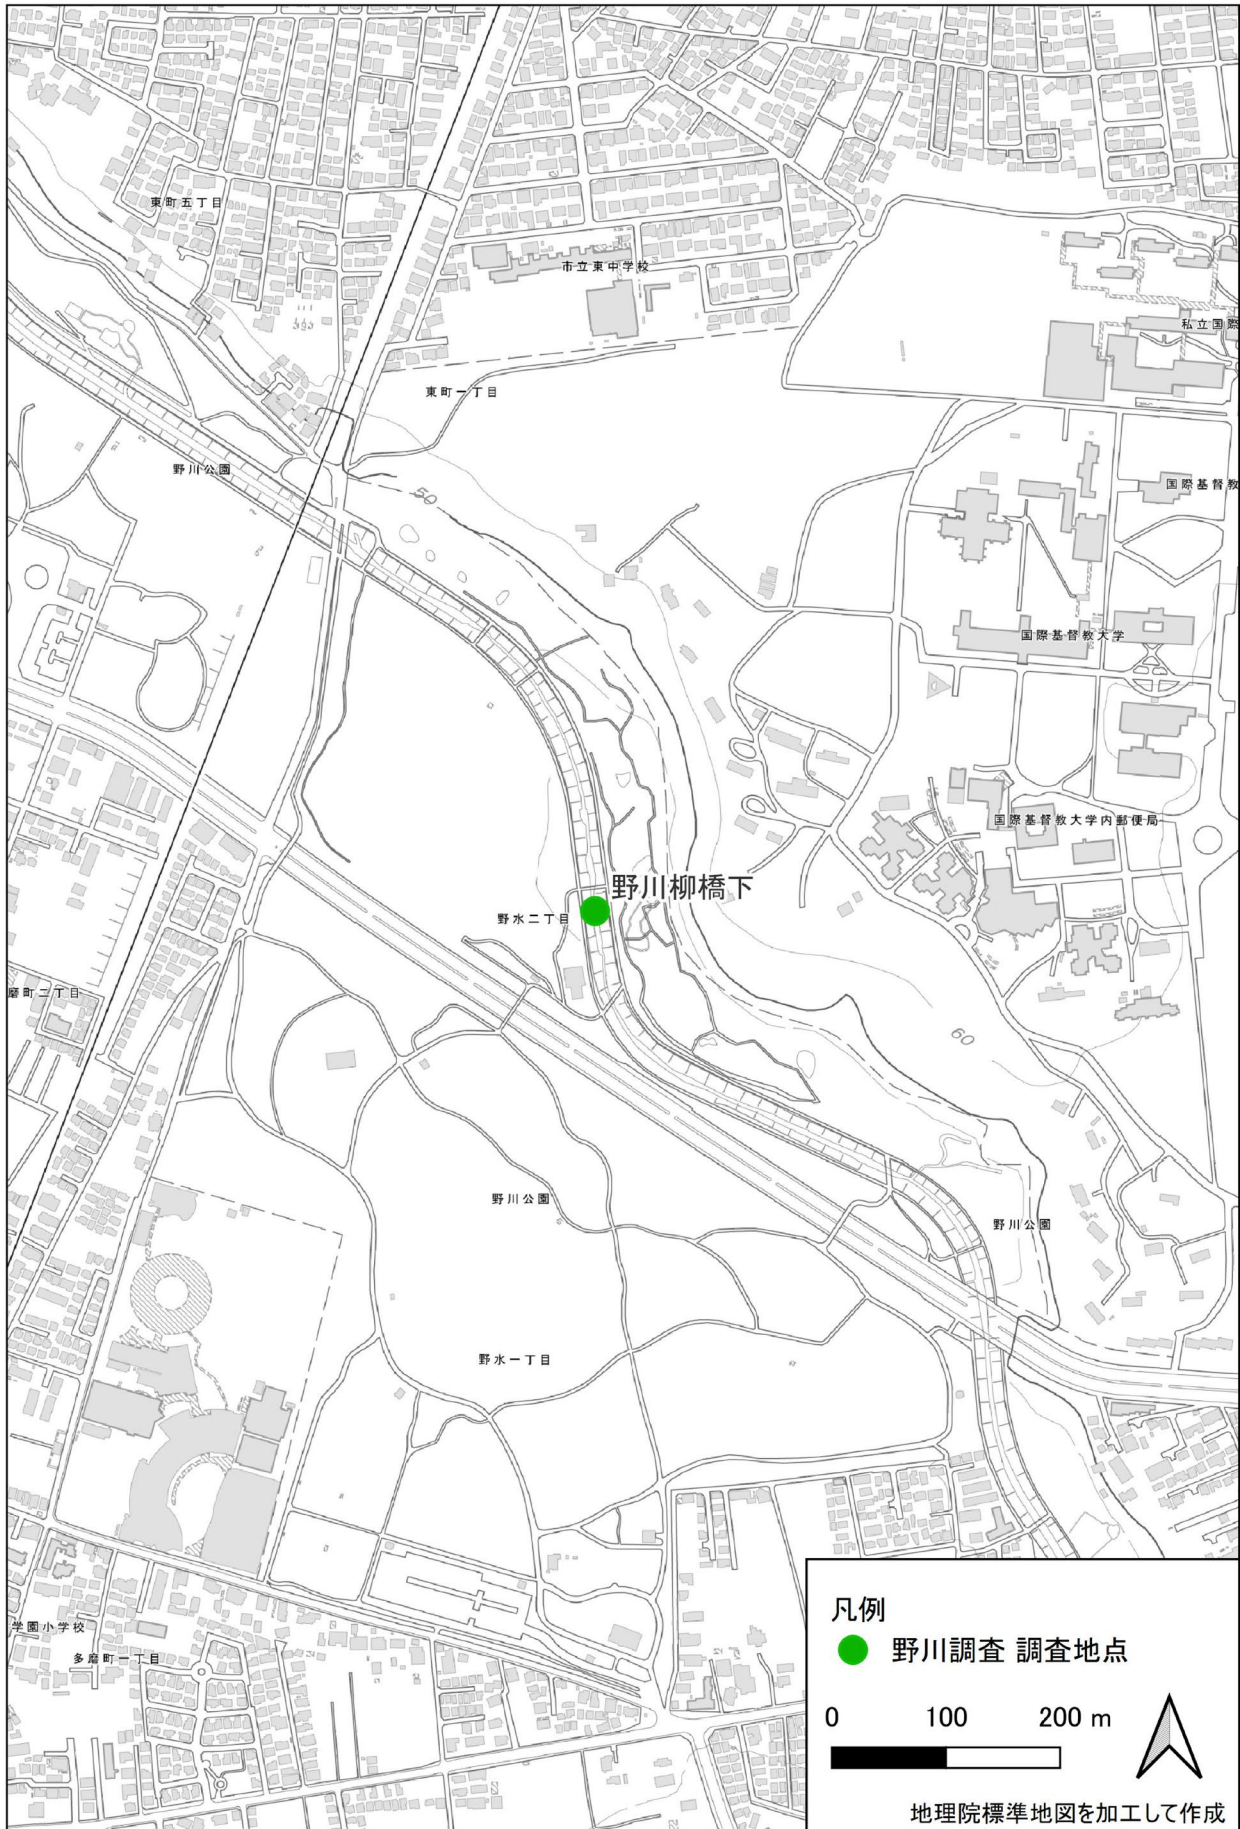 東町五丁目
市立東中学校
私立国際
東町一丁目
野川公園
国際基督教
50
国際基督教大学
国際基督教大学内郵便局
野川柳橋下
野水二丁目
磨町二丁目
60
野川公園
野川公園
野水一丁目
学園小学校
多磨町一丁目
凡例
野川調査 調査地点
0 100 200 m
地理院標準地図を加工して作成